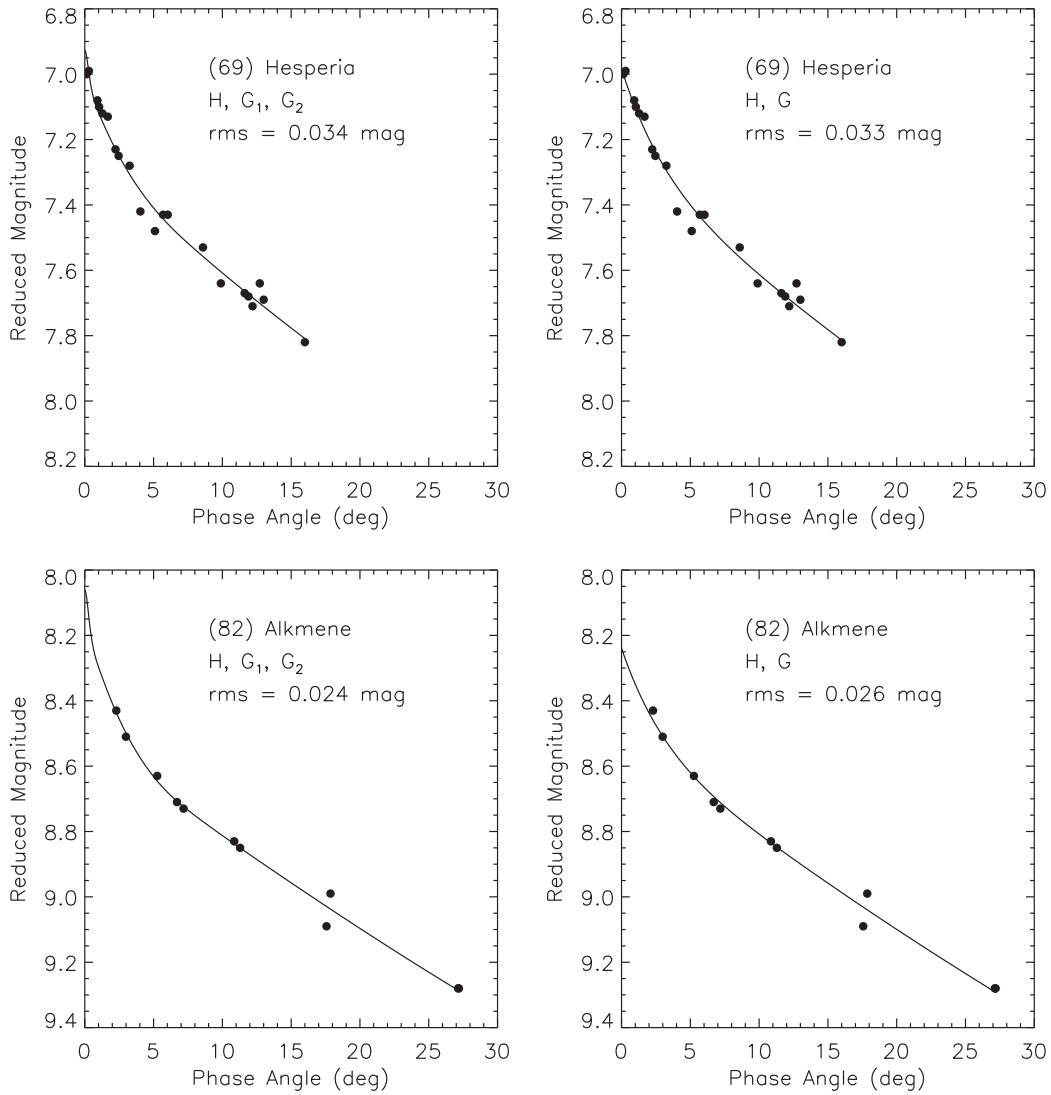 6.8
7.0
7.2
7.4
7.6
7.8
8.0
8.2
Reduced Magnitude
(69) Hesperia
H, G₁, G₂
rms = 0.034 mag
0 5 10 15 20 25 30
Phase Angle (deg)
6.8
7.0
7.2
7.4
7.6
7.8
8.0
8.2
Reduced Magnitude
(69) Hesperia
H, G
rms = 0.033 mag
0 5 10 15 20 25 30
Phase Angle (deg)
8.0
8.2
8.4
8.6
8.8
9.0
9.2
9.4
Reduced Magnitude
(82) Alkmene
H, G₁, G₂
rms = 0.024 mag
0 5 10 15 20 25 30
Phase Angle (deg)
8.0
8.2
8.4
8.6
8.8
9.0
9.2
9.4
Reduced Magnitude
(82) Alkmene
H, G
rms = 0.026 mag
0 5 10 15 20 25 30
Phase Angle (deg)